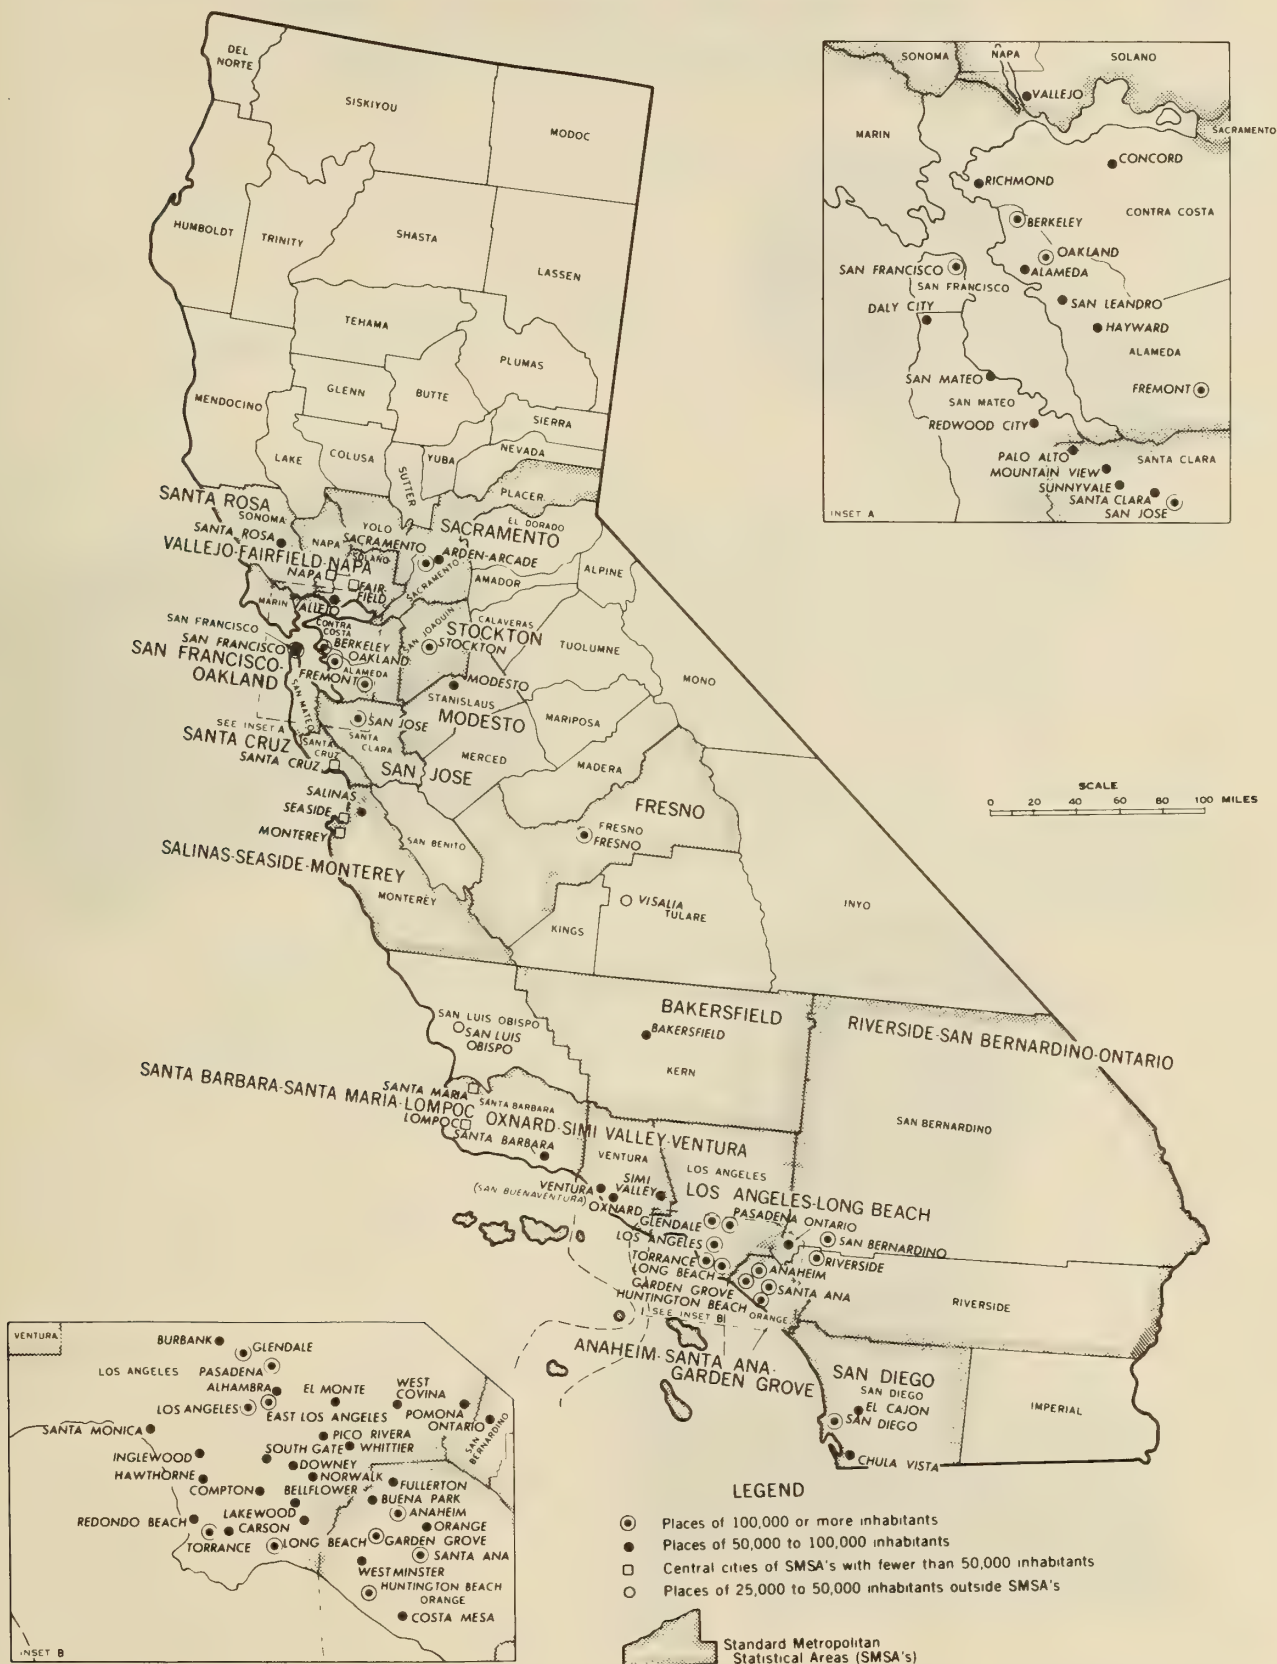 DEL
NORTE
SISKIYOU
MODOC
HUMBOLDT
TRINITY
SHASTA
LASSEN
TEHAMA
PLUMAS
GLENN
BUTTE
MENDOCINO
SIERRA
LAKE
COLUSA
YUBA
NEVADA
SUTTER
PLACER
SANTA ROSA
SONOMA
SANTA ROSA
YOLO
SACRAMENTO
SACRAMENTO
EL DORADO
NAPA
SOLANO
ARDEN-ARCADE
VALLEJO-FAIRFIELD-NAPA
NAPA
FAIR-
FIELD
SACRAMENTO
AMADOR
ALPINE
MARIN
VALLEJO
CALAVERAS
SAN FRANCISCO
CONTRA
COSTA
SAN JOAQUIN
STOCKTON
STOCKTON
TUOLUMNE
SAN FRANCISCO
BERKELEY
OAKLAND
SAN FRANCISCO-
OAKLAND
ALAMEDA
FREMONT
MODESTO
STANISLAUS
MODESTO
MONO
MARIPOSA
SAN MATEO
SAN JOSE
SEE INSET A
SANTA CRUZ
SANTA
CRUZ
SANTA
CLARA
MERCED
MADERA
SANTA CRUZ
SAN JOSE
SALINAS
SEASIDE
MONTEREY
FRESNO
FRESNO
FRESNO
SAN BENITO
SALINAS-SEASIDE-MONTEREY
MONTEREY
VISALIA
TULARE
KINGS
INYO
SCALE
0 20 40 60 80 100 MILES
SAN LUIS OBISPO
SAN LUIS
OBISPO
BAKERSFIELD
BAKERSFIELD
KERN
RIVERSIDE-SAN BERNARDINO-ONTARIO
SAN BERNARDINO
SANTA BARBARA-SANTA MARIA-LOMPOC
SANTA MARIA
SANTA BARBARA
LOMPOC
SANTA BARBARA
OXNARD-SIMI VALLEY-VENTURA
VENTURA
LOS ANGELES
SIMI
VALLEY
VENTURA
(SAN BUENAVENTURA)
OXNARD
LOS ANGELES-LONG BEACH
GLENDALE
PASADENA
ONTARIO
LOS ANGELES
SAN BERNARDINO
TORRANCE
RIVERSIDE
LONG BEACH
ANAHEIM
GARDEN GROVE
SANTA ANA
HUNTINGTON BEACH
RIVERSIDE
SEE INSET B
ORANGE
ANAHEIM-SANTA ANA-
GARDEN GROVE
SAN DIEGO
SAN DIEGO
EL CAJON
SAN DIEGO
IMPERIAL
CHULA VISTA
SONOMA
NAPA
SOLANO
VALLEJO
MARIN
SACRAMENTO
CONCORD
RICHMOND
CONTRA COSTA
BERKELEY
OAKLAND
SAN FRANCISCO
ALAMEDA
SAN FRANCISCO
SAN LEANDRO
DALY CITY
HAYWARD
ALAMEDA
SAN MATEO
FREMONT
SAN MATEO
REDWOOD CITY
PALO ALTO
SANTA CLARA
MOUNTAIN VIEW
SUNNYVALE
SANTA CLARA
SAN JOSE
INSET A
VENTURA
BURBANK
GLENDALE
LOS ANGELES
PASADENA
ALHAMBRA
EL MONTE
WEST
COVINA
LOS ANGELES
EAST LOS ANGELES
POMONA
ONTARIO
SAN
BERNARDINO
SANTA MONICA
PICO RIVERA
SOUTH GATE
WHITTIER
INGLEWOOD
DOWNEY
HAWTHORNE
NORWALK
FULLERTON
COMPTON
BELLFLOWER
BUENA PARK
LAKEWOOD
ANAHEIM
REDONDO BEACH
CARSON
ORANGE
TORRANCE
LONG BEACH
GARDEN GROVE
SANTA ANA
WESTMINSTER
HUNTINGTON BEACH
ORANGE
COSTA MESA
INSET B
LEGEND
Places of 100,000 or more inhabitants
Places of 50,000 to 100,000 inhabitants
Central cities of SMSA's with fewer than 50,000 inhabitants
Places of 25,000 to 50,000 inhabitants outside SMSA's
Standard Metropolitan
Statistical Areas (SMSA's)